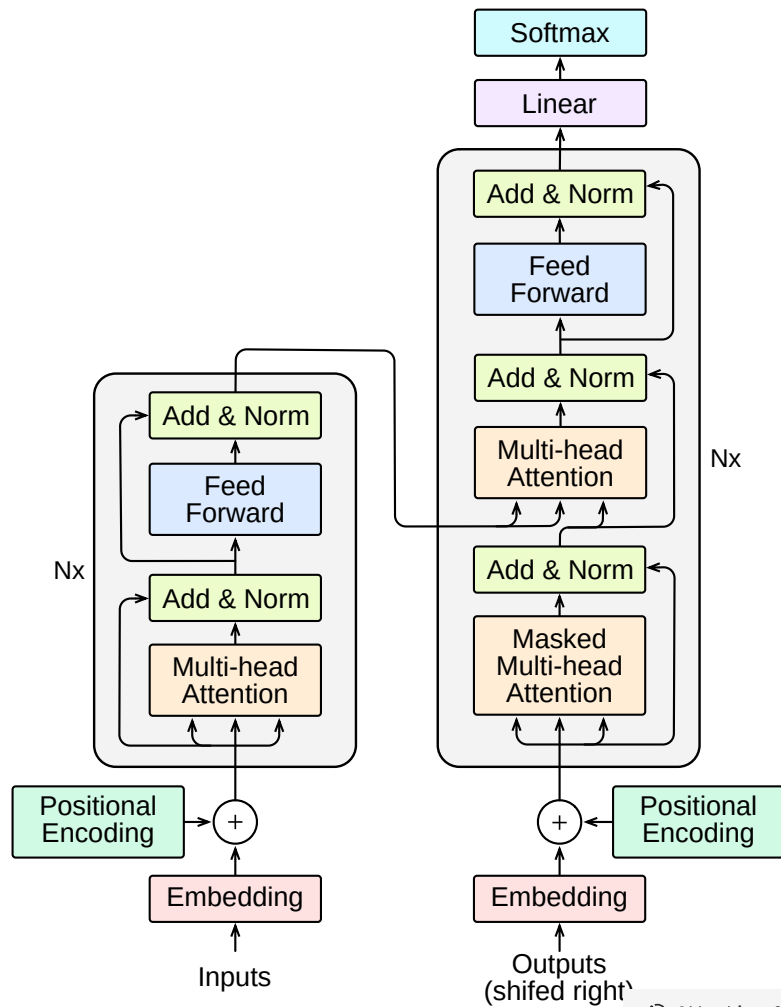 Softmax
Linear
Add & Norm
Feed
Forward
Add & Norm
Multi-head
Attention
Nx
Add & Norm
Masked
Multi-head
Attention
Add & Norm
Feed
Forward
Nx
Add & Norm
Multi-head
Attention
Positional
Encoding
+
+
Positional
Encoding
Embedding
Embedding
Inputs
Outputs
(shifed right)